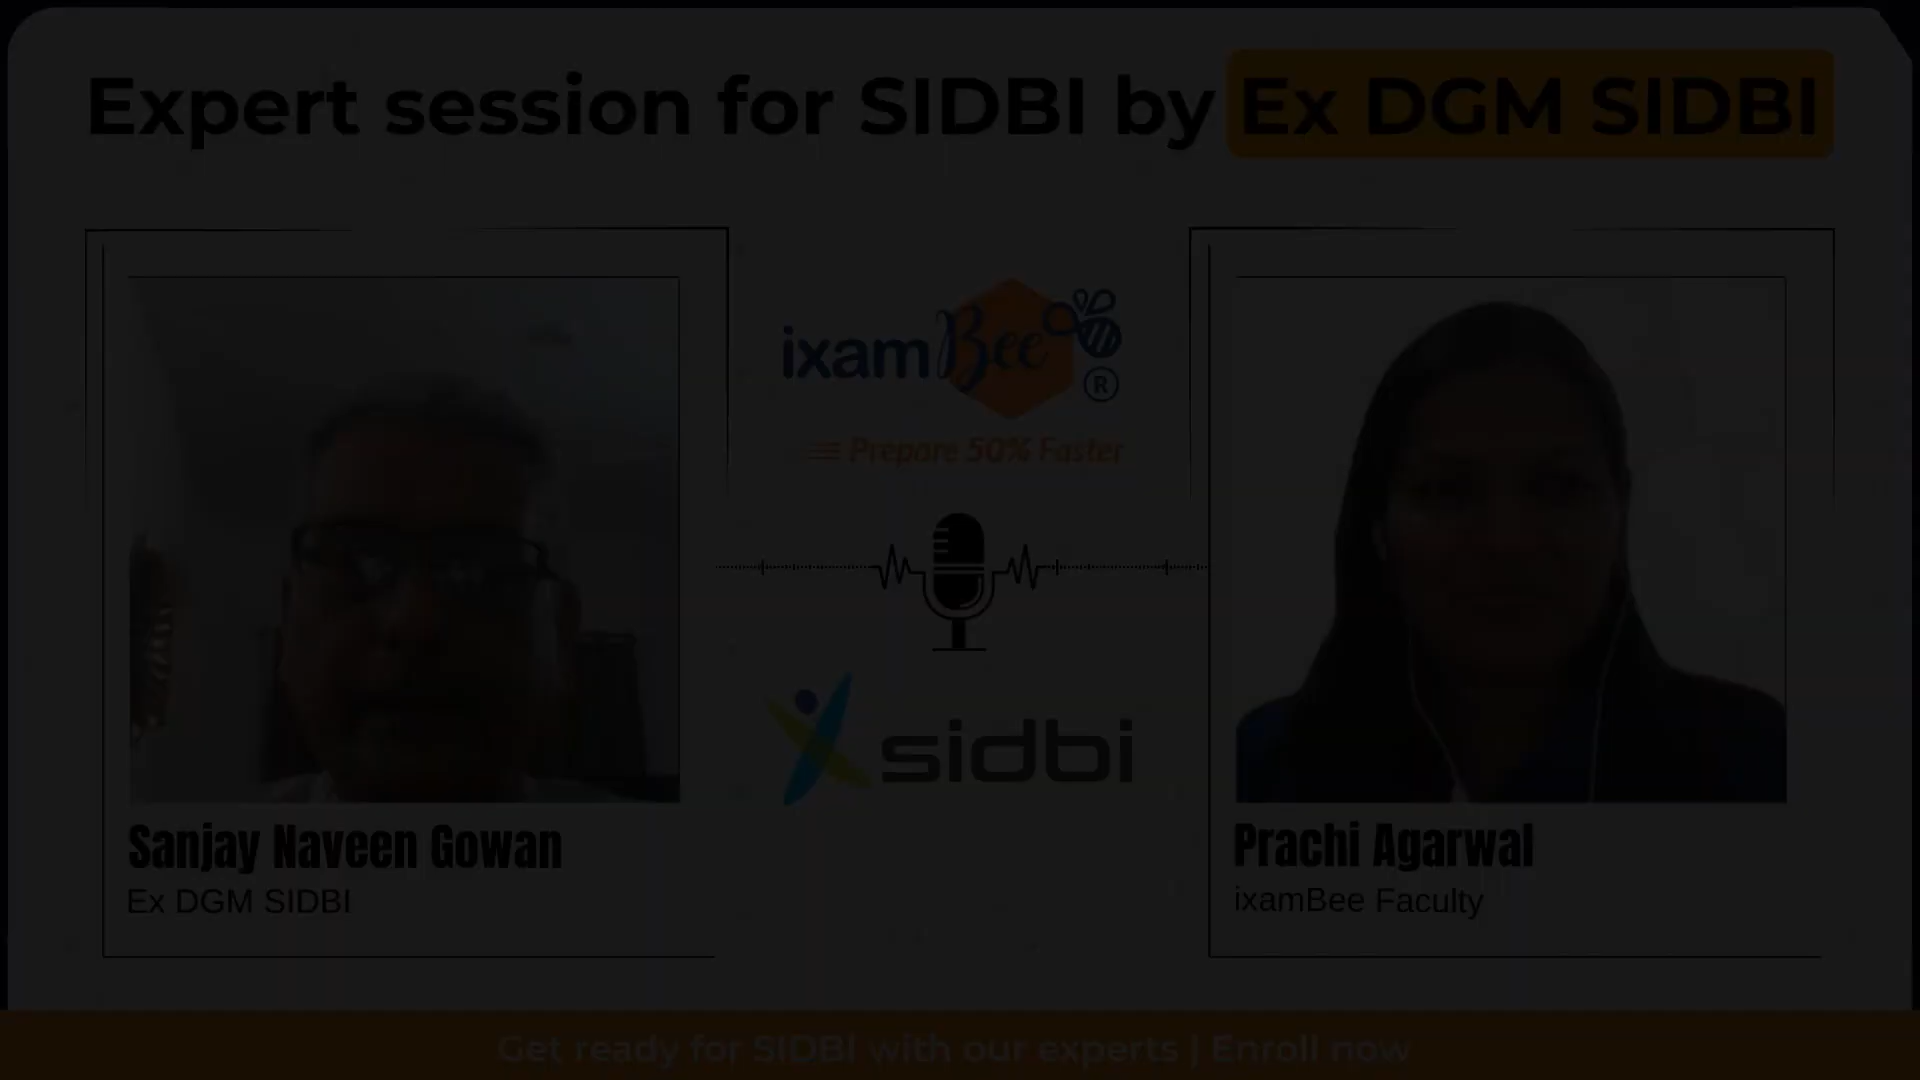 Expert session for SIDBI by Ex DGM SIDBI
ixamBee
®
Prepare 50% Faster
sidbi
Sanjay Naveen Gowan
Ex DGM SIDBI
Prachi Agarwal
ixamBee Faculty
Get ready for SIDBI with our experts | Enroll now